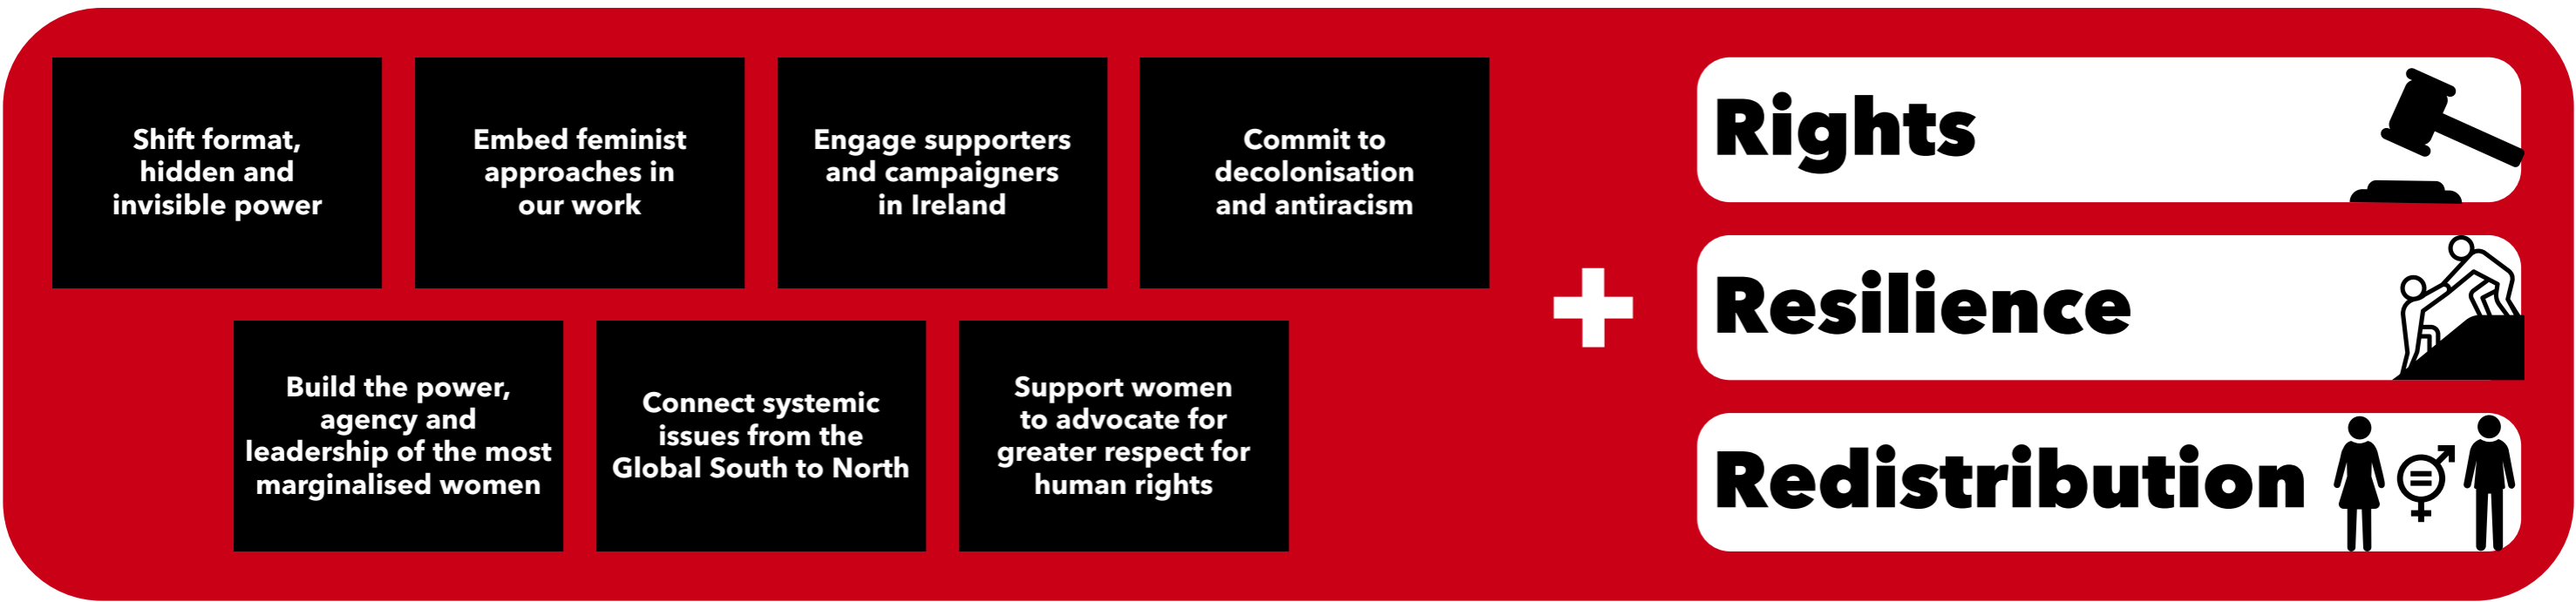 Shift format,
hidden and
invisible power
Embed feminist
approaches in
our work
Engage supporters
and campaigners
in Ireland
Commit to
decolonisation
and antiracism
Build the power,
agency and
leadership of the most
marginalised women
Connect systemic
issues from the
Global South to North
Support women
to advocate for
greater respect for
human rights
+
Rights
Resilience
Redistribution